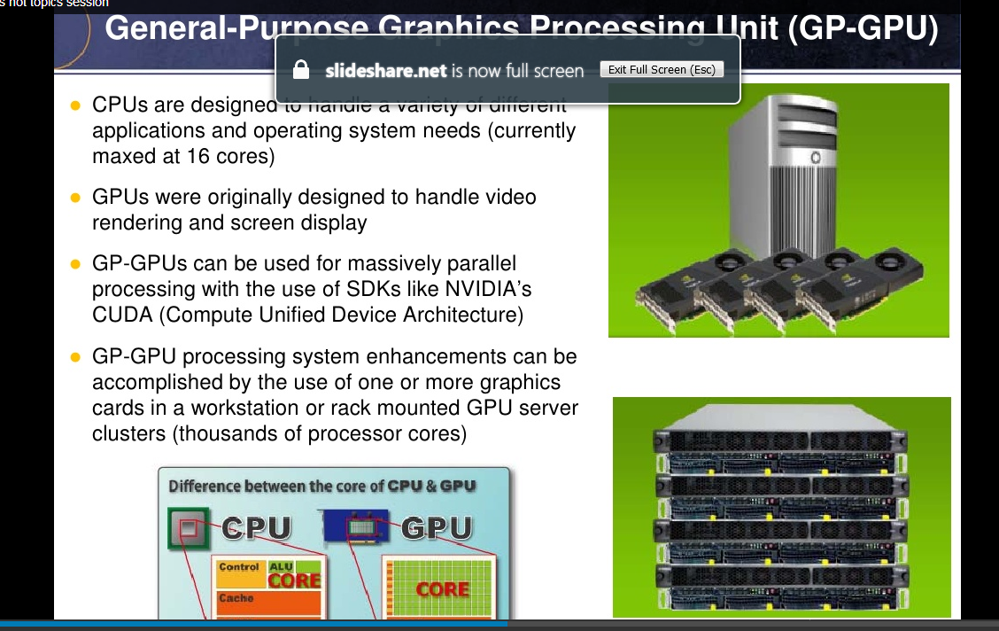 s not topics session
General-Purpose Graphics Processing Unit (GP-GPU)
slideshare.net is now full screen
Exit Full Screen (Esc)
CPUs are designed to handle a variety of different
applications and operating system needs (currently
maxed at 16 cores)
GPUs were originally designed to handle video
rendering and screen display
GP-GPUs can be used for massively parallel
processing with the use of SDKs like NVIDIA's
CUDA (Compute Unified Device Architecture)
GP-GPU processing system enhancements can be
accomplished by the use of one or more graphics
cards in a workstation or rack mounted GPU server
clusters (thousands of processor cores)
Difference between the core of CPU & GPU
CPU
GPU
Control
ALU
CORE
Cache
CORE